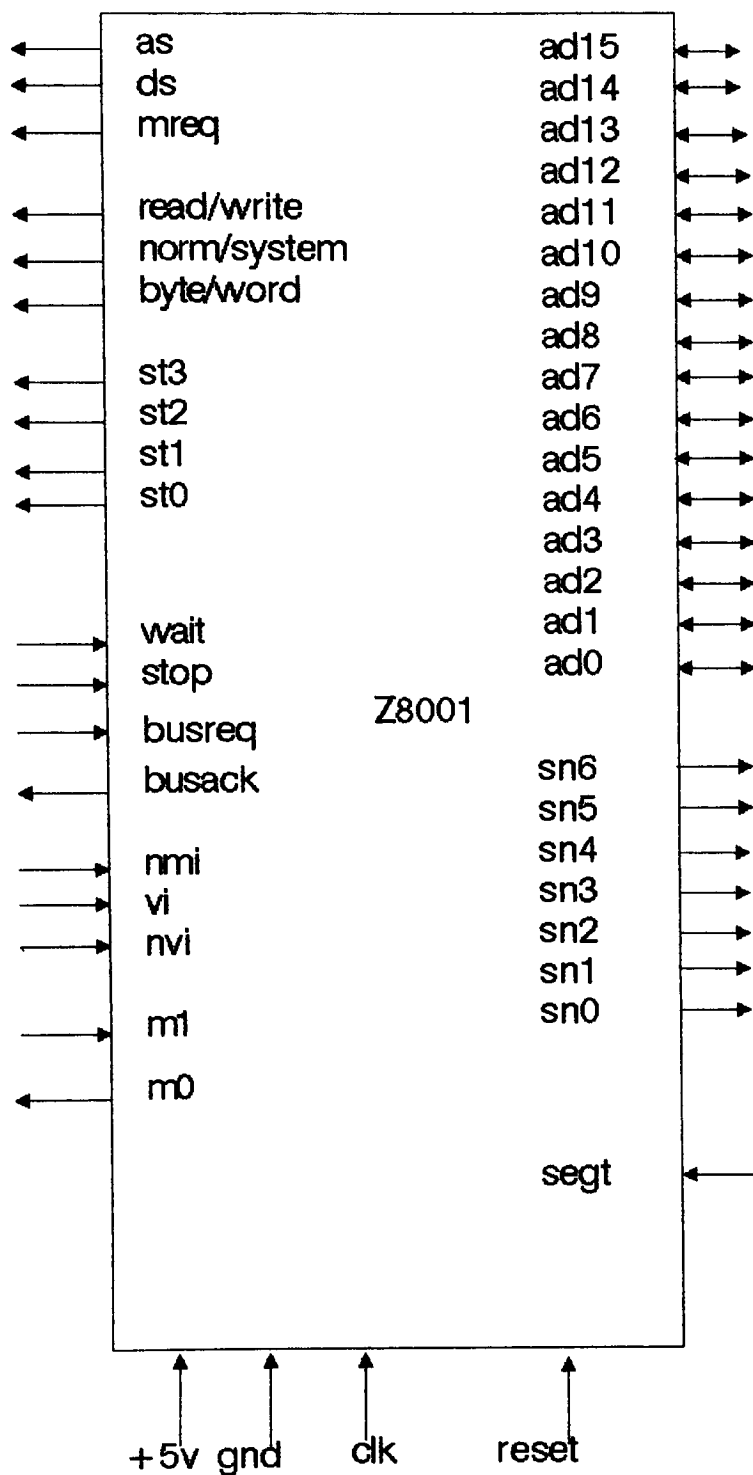 as
ds
mreq
read/write
norm/system
byte/word
st3
st2
st1
st0
wait
stop
busreq
busack
nmi
vi
nvi
m1
m0
Z8001
ad15
ad14
ad13
ad12
ad11
ad10
ad9
ad8
ad7
ad6
ad5
ad4
ad3
ad2
ad1
ad0
sn6
sn5
sn4
sn3
sn2
sn1
sn0
segt
+5v gnd clk reset